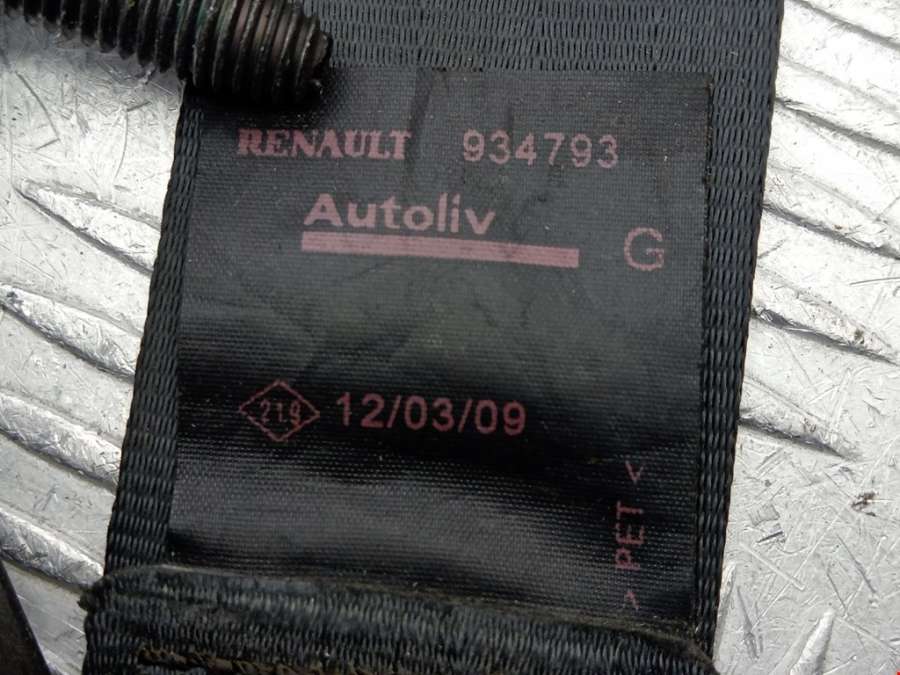 RENAULT 934793
Autoliv
G
219 12/03/09
> PET <